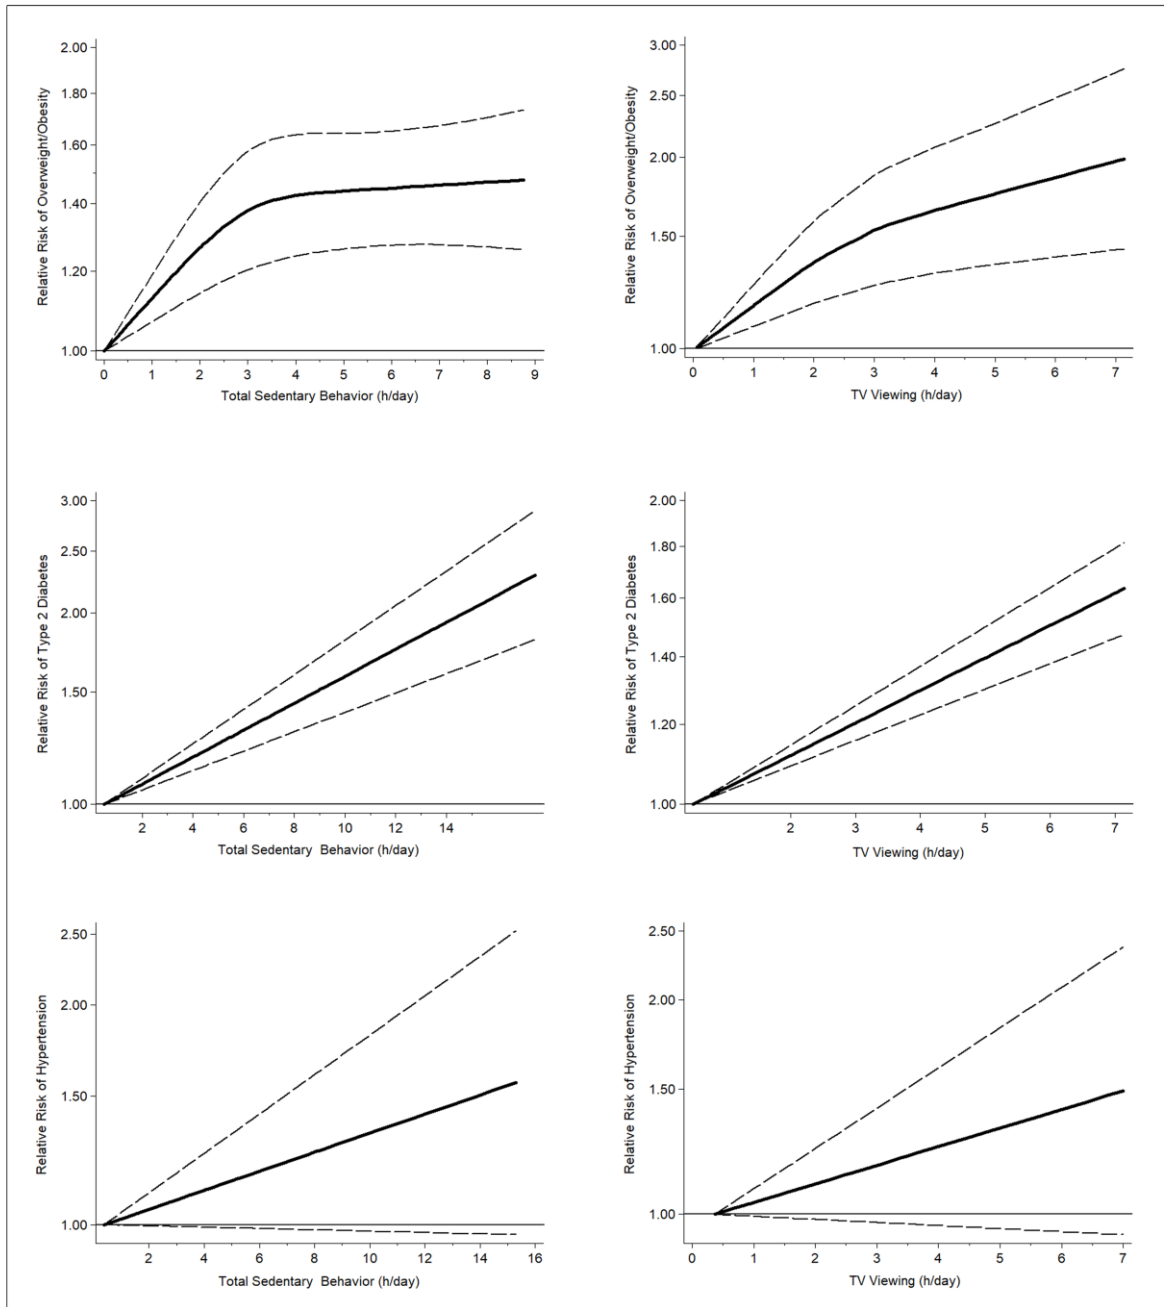 Relative Risk of Overweight/Obesity
2.00
1.80
1.60
1.40
1.20
1.00
0 1 2 3 4 5 6 7 8 9
Total Sedentary Behavior (h/day)
Relative Risk of Overweight/Obesity
3.00
2.50
2.00
1.50
1.00
0 1 2 3 4 5 6 7
TV Viewing (h/day)
Relative Risk of Type 2 Diabetes
3.00
2.50
2.00
1.50
1.00
2 4 6 8 10 12 14
Total Sedentary Behavior (h/day)
Relative Risk of Type 2 Diabetes
2.00
1.80
1.60
1.40
1.20
1.00
2 3 4 5 6 7
TV Viewing (h/day)
Relative Risk of Hypertension
2.50
2.00
1.50
1.00
2 4 6 8 10 12 14 16
Total Sedentary Behavior (h/day)
Relative Risk of Hypertension
2.50
2.00
1.50
1.00
0 1 2 3 4 5 6 7
TV Viewing (h/day)